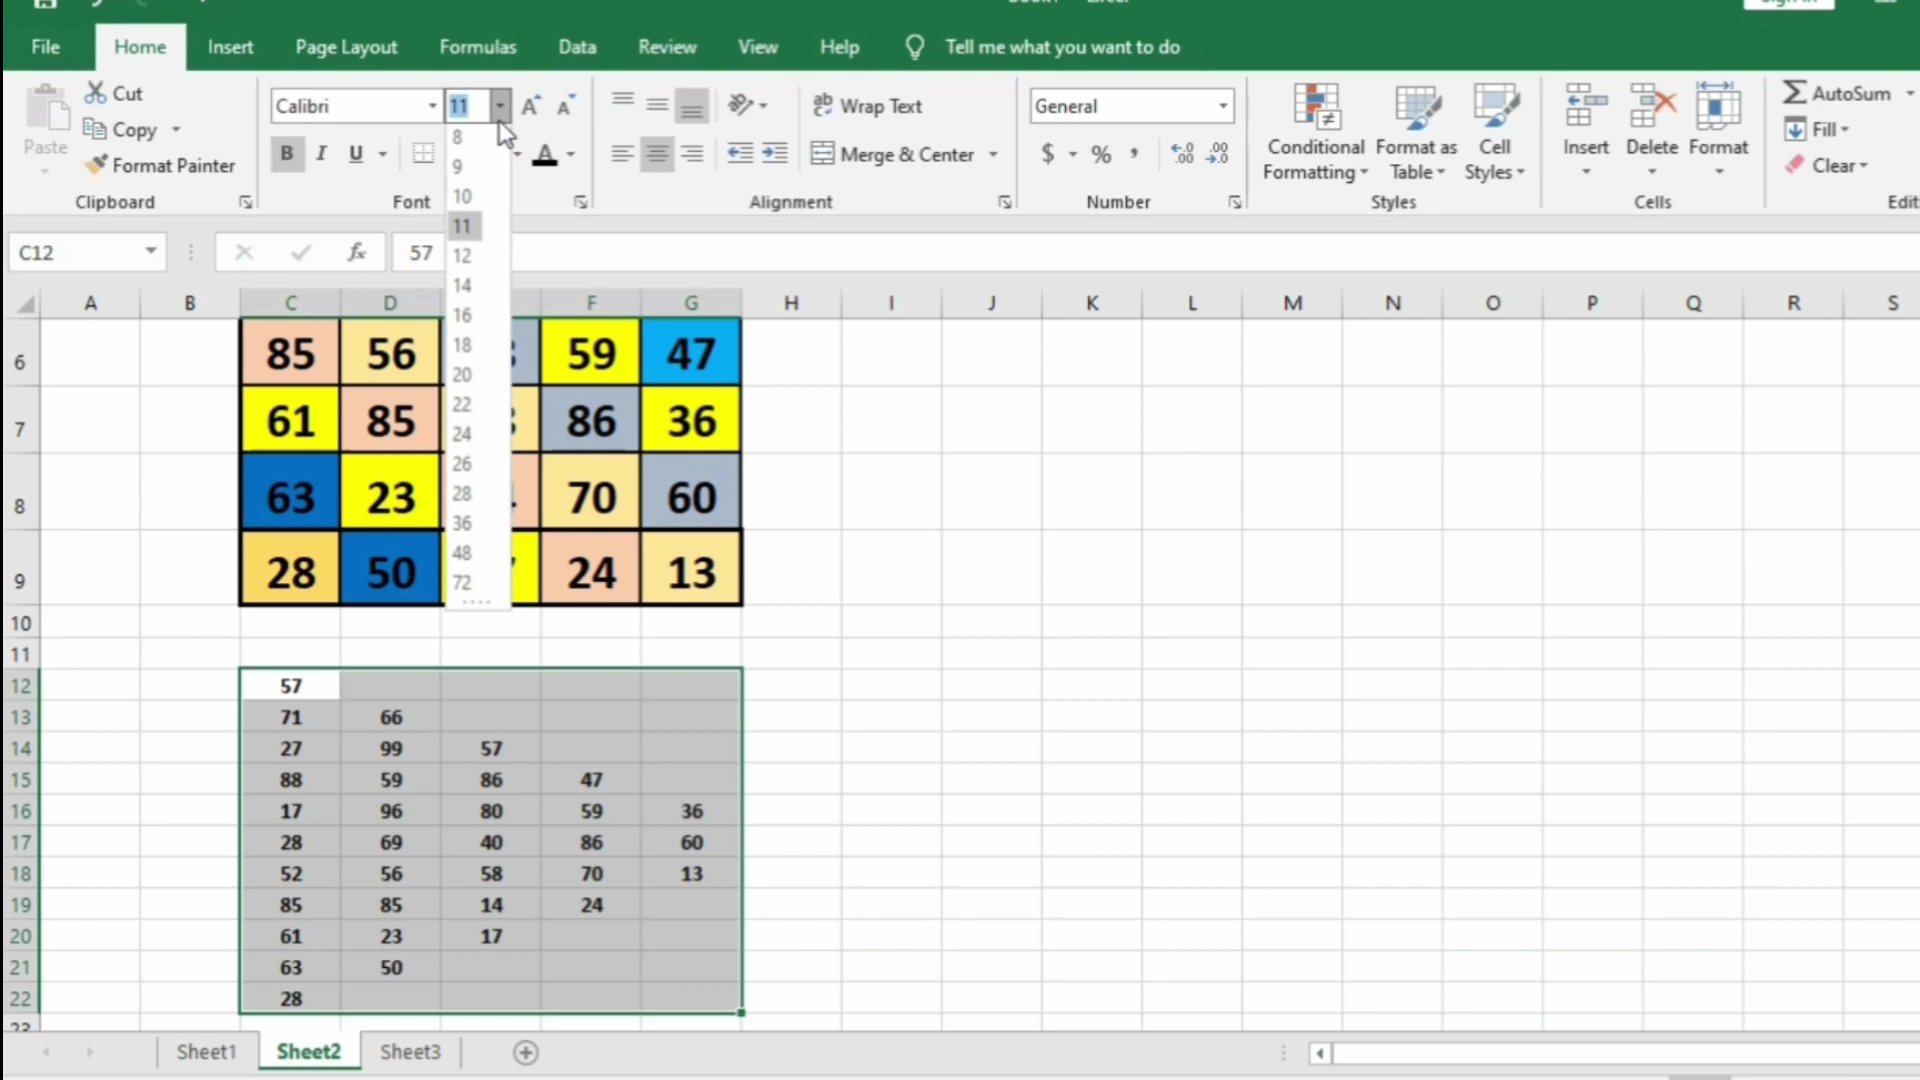 File Home Insert Page Layout Formulas Data Review View Help Tell me what you want to do
Paste
Cut
Copy
Format Painter
Clipboard
Calibri 11
B I U A
Font
Wrap Text
Merge & Center
Alignment
General
$ % ,
Number
Conditional Formatting
Format as Table
Cell Styles
Styles
Insert Delete Format
Cells
AutoSum
Fill
Clear
C12 fx 57
8
9
10
11
12
14
16
18
20
22
24
26
28
36
48
72
A B C D F G H I J K L M N O P Q R S
6 85 56 59 47
7 61 85 86 36
8 63 23 70 60
9 28 50 24 13
10
11
12 57
13 71 66
14 27 99 57
15 88 59 86 47
16 17 96 80 59 36
17 28 69 40 86 60
18 52 56 58 70 13
19 85 85 14 24
20 61 23 17
21 63 50
22 28
Sheet1 Sheet2 Sheet3